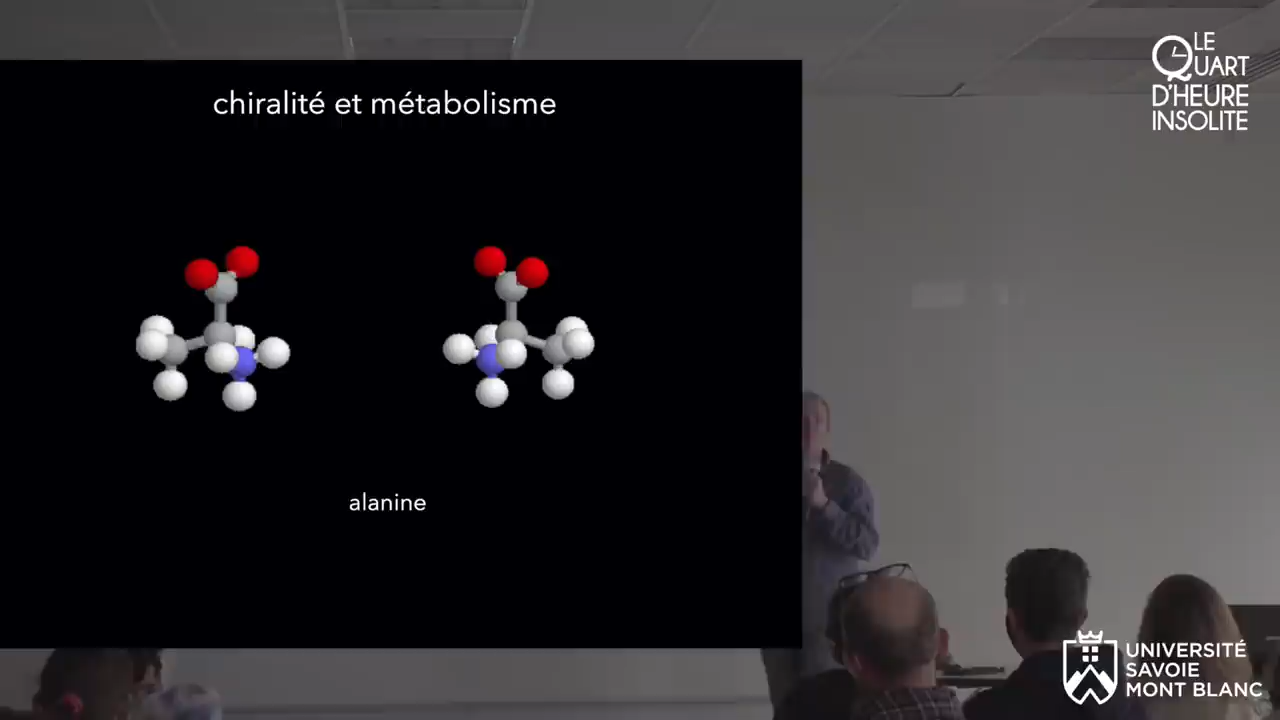 chiralité et métabolisme
alanine
LE
QUART
D'HEURE
INSOLITE
UNIVERSITÉ
SAVOIE
MONT BLANC